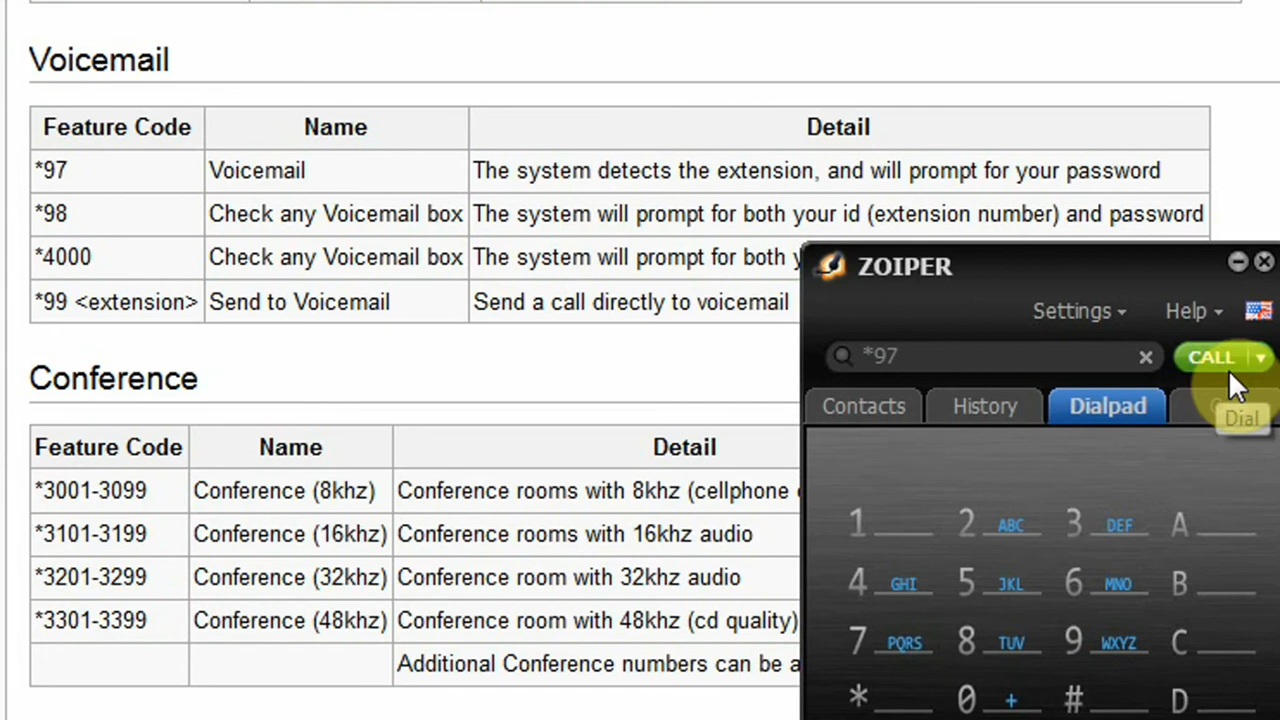 Voicemail
Feature Code Name Detail
*97 Voicemail The system detects the extension, and will prompt for your password
*98 Check any Voicemail box The system will prompt for both your id (extension number) and password
*4000 Check any Voicemail box The system will prompt for both
*99 <extension> Send to Voicemail Send a call directly to voicemail
Conference
Feature Code Name Detail
*3001-3099 Conference (8khz) Conference rooms with 8khz (cellphone
*3101-3199 Conference (16khz) Conference rooms with 16khz audio
*3201-3299 Conference (32khz) Conference room with 32khz audio
*3301-3399 Conference (48khz) Conference room with 48khz (cd quality)
Additional Conference numbers can be
ZOIPER
Settings Help
*97 CALL
Contacts History Dialpad
Dial
1 2 ABC 3 DEF A
4 GHI 5 JKL 6 MNO B
7 PQRS 8 TUV 9 WXYZ C
* 0 + # D